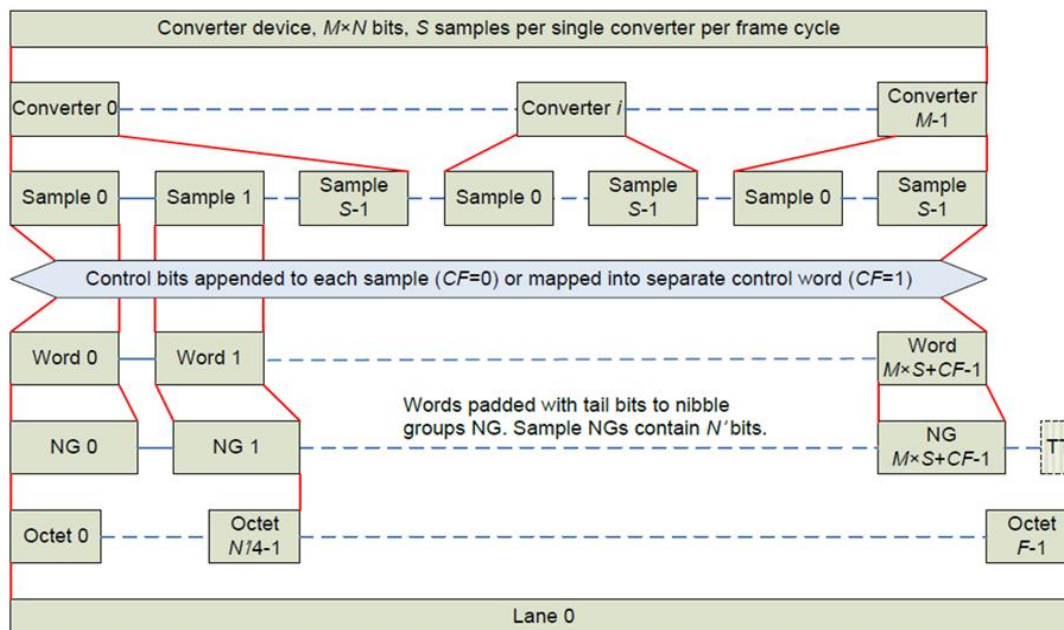 Converter device, M×N bits, S samples per single converter per frame cycle
Converter 0
Converter i
Converter
M-1
Sample 0
Sample 1
Sample
S-1
Sample 0
Sample
S-1
Sample 0
Sample
S-1
Control bits appended to each sample (CF=0) or mapped into separate control word (CF=1)
Word 0
Word 1
Word
M×S+CF-1
Words padded with tail bits to nibble
groups NG. Sample NGs contain N′ bits.
NG 0
NG 1
NG
M×S+CF-1
Octet 0
Octet
N′/4-1
Octet
F-1
Lane 0